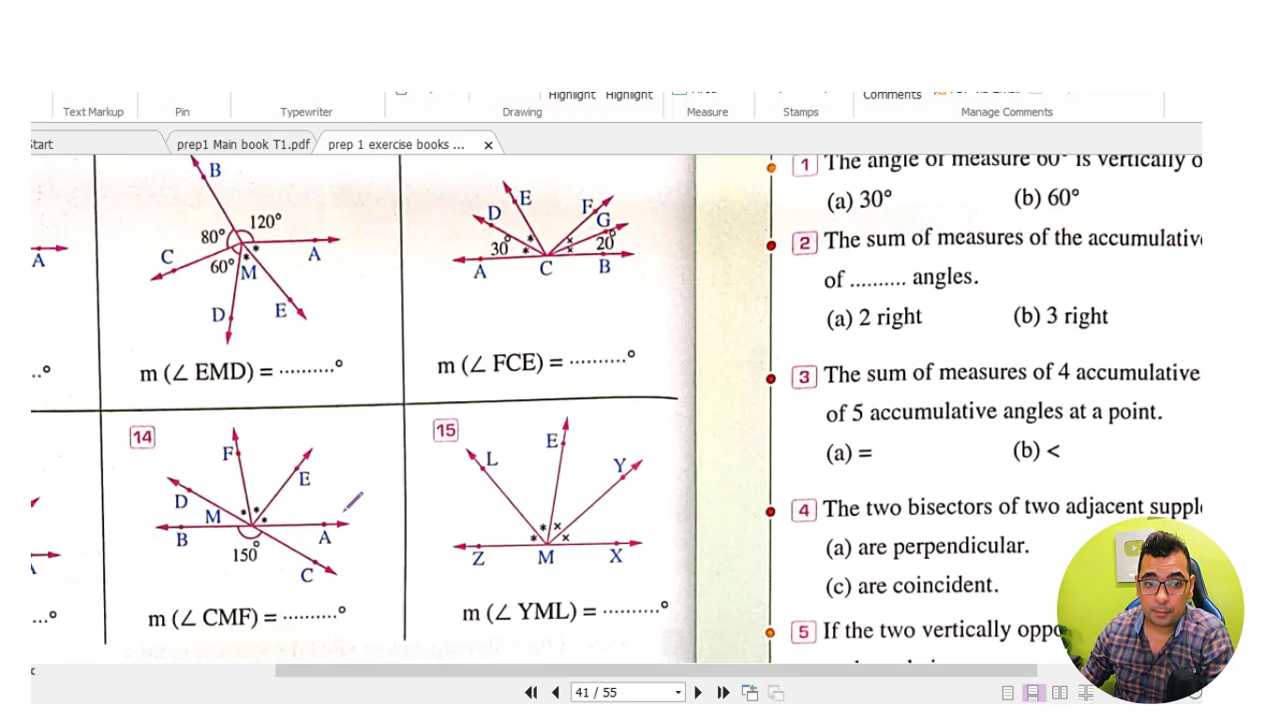 Highlight Highlight
Comments
Text Markup Pin Typewriter Drawing Measure Stamps Manage Comments
prep1 Main book T1.pdf prep 1 exercise books ... ×
B
120°
80°
C
60°
M
A
D
E
m (∠ EMD) = ..........°
E
D
F
G
30°
20°
A
C
B
m (∠ FCE) = ..........°
A
...°
14
F
E
D
M
B
A
150°
C
m (∠ CMF) = ..........°
15
E
L
Y
Z
M
X
m (∠ YML) = ..........°
...°
1 The angle of measure 60° is vertically
(a) 30° (b) 60°
2 The sum of measures of the
of .......... angles.
(a) 2 right (b) 3 right
3 The sum of measures of 4 accumulative
of 5 accumulative angles at a point.
(a) = (b) <
4 The two bisectors of two adjacent
(a) are perpendicular.
(c) are coincident.
5 If the two vertically
41 / 55